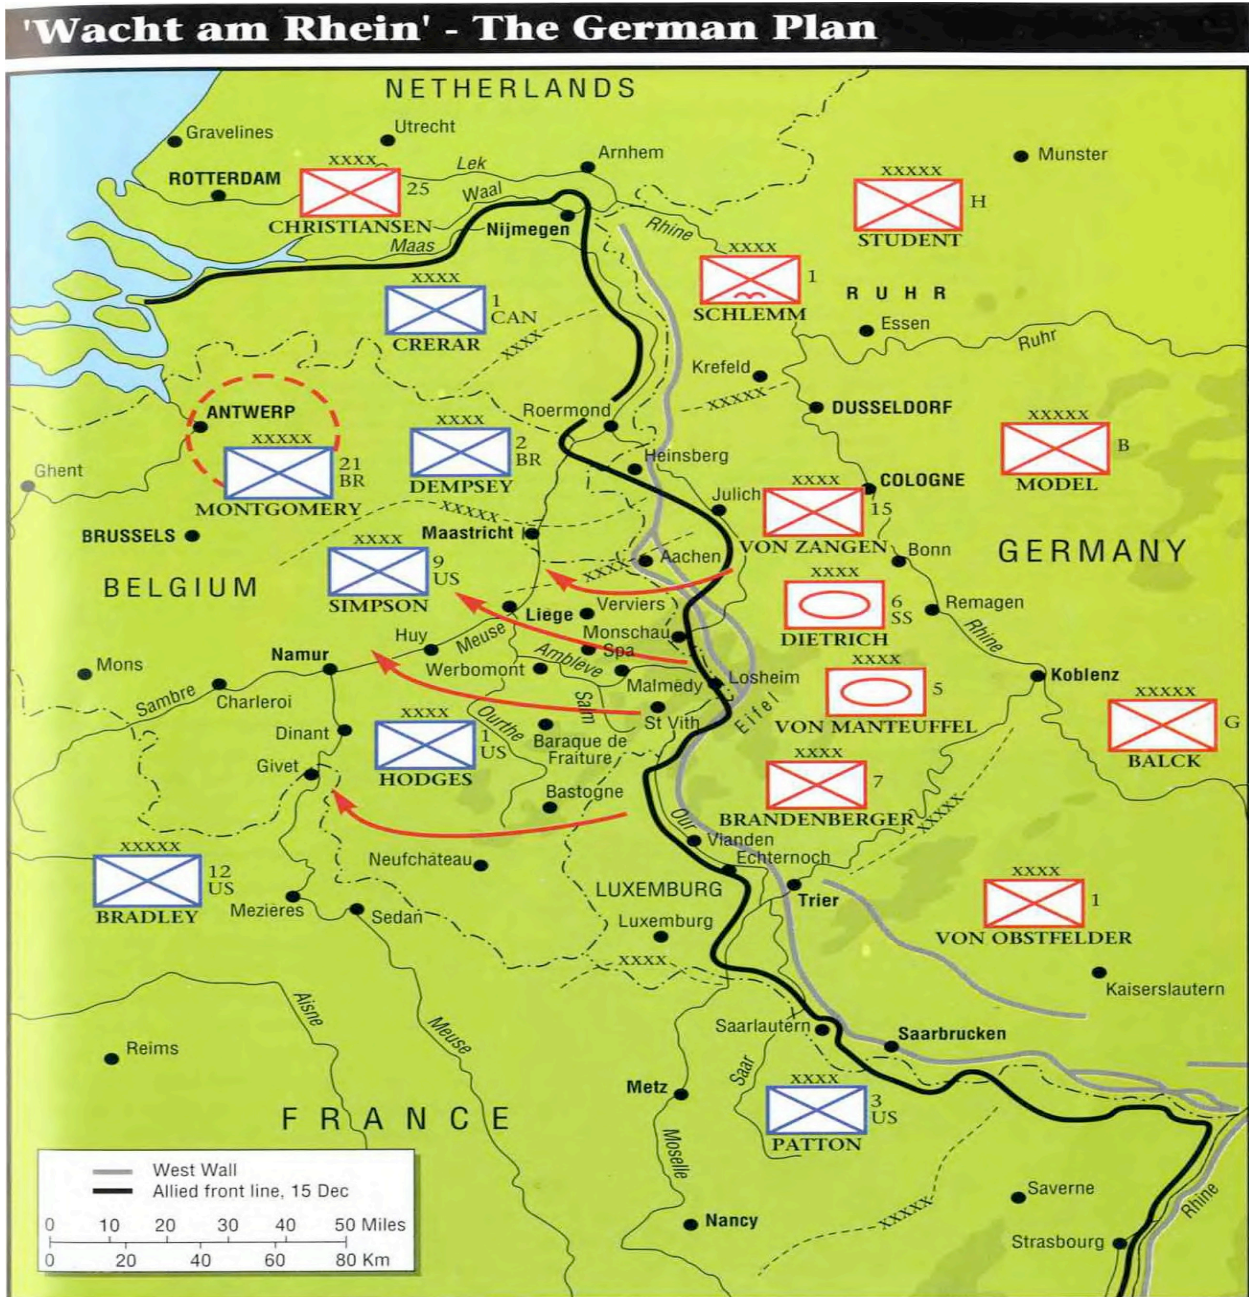 'Wacht am Rhein' - The German Plan
NETHERLANDS
Gravelines
Utrecht
Arnhem
Munster
ROTTERDAM
XXXX
25
CHRISTIANSEN
Lek
Waal
Maas
Nijmegen
Rhine
XXXXX
H
STUDENT
XXXX
1
SCHLEMM
RUHR
Essen
Ruhr
XXXX
1
CAN
CRERAR
XXXX
Krefeld
XXXXX
DUSSELDORF
ANTWERP
XXXXX
21
BR
MONTGOMERY
Roermond
XXXX
2
BR
DEMPSEY
Heinsberg
XXXXX
B
MODEL
Ghent
Julich
COLOGNE
XXXX
15
VON ZANGEN
BRUSSELS
XXXXX
Maastricht
Aachen
Bonn
GERMANY
BELGIUM
XXXX
9
US
SIMPSON
XXXX
XXXX
6
SS
DIETRICH
Remagen
Rhine
Liege
Verviers
Monschau
Huy
Meuse
Spa
Mons
Namur
Werbomont
Ambleve
Malmedy
Losheim
XXXX
5
VON MANTEUFFEL
Koblenz
Sambre
Charleroi
Salm
St Vith
Eifel
XXXXX
G
BALCK
Dinant
XXXX
1
US
HODGES
Ourthe
Baraque de
Fraiture
Givet
Bastogne
XXXX
7
BRANDENBERGER
XXXXX
Our
Vianden
XXXXX
12
US
BRADLEY
Neufchâteau
Echternoch
LUXEMBURG
Trier
XXXX
1
VON OBSTFELDER
Mezières
Sedan
Luxemburg
XXXX
Kaiserslautern
Aisne
Meuse
Saarlautern
Saarbrucken
Reims
Metz
Saar
XXXX
3
US
PATTON
FRANCE
Moselle
XXXXX
Nancy
Saverne
Rhine
Strasbourg
West Wall
Allied front line, 15 Dec
0 10 20 30 40 50 Miles
0 20 40 60 80 Km